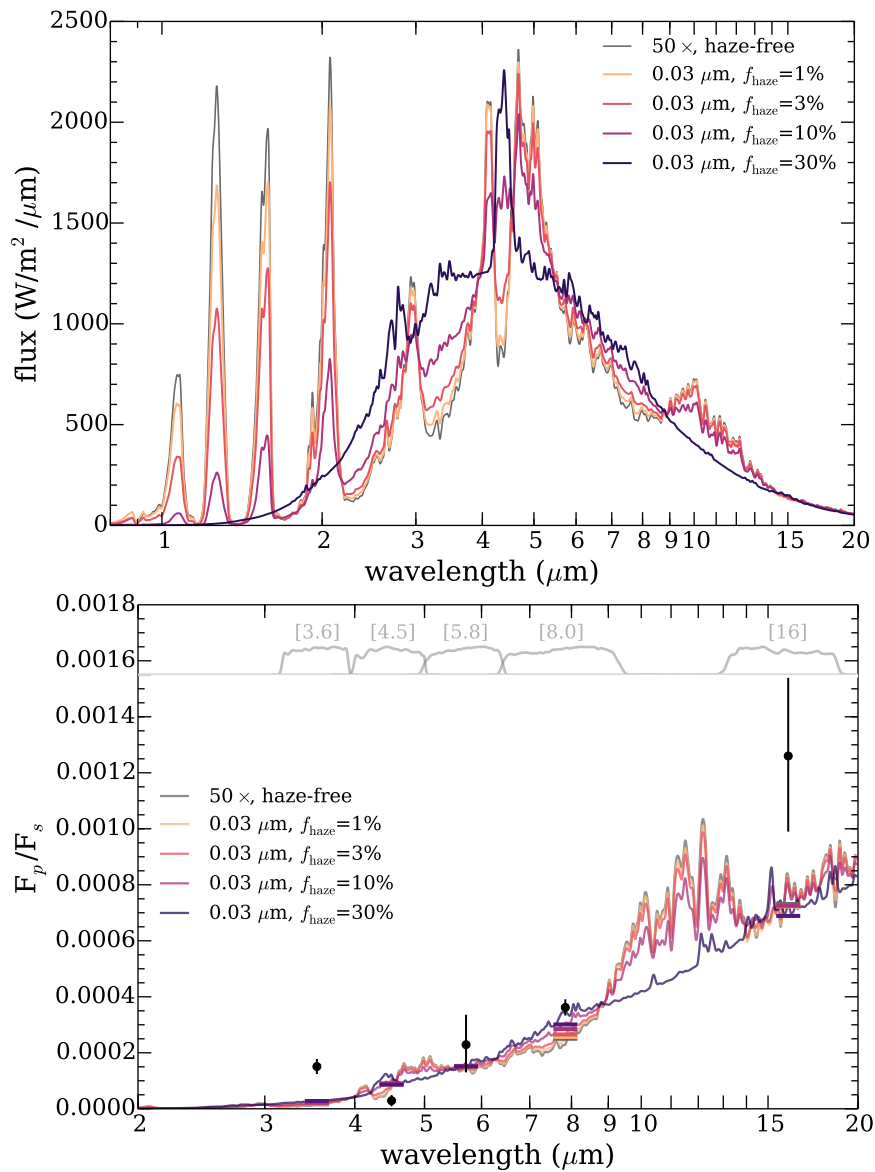 2500
2000
1500
1000
500
0
flux (W/m² /μm)
50 ×, haze-free
0.03 μm, f_haze=1%
0.03 μm, f_haze=3%
0.03 μm, f_haze=10%
0.03 μm, f_haze=30%
1 2 3 4 5 6 7 8 9 10 15 20
wavelength (μm)
0.0018
0.0016
0.0014
0.0012
0.0010
0.0008
0.0006
0.0004
0.0002
0.0000
F_p/F_s
[3.6] [4.5] [5.8] [8.0] [16]
50 ×, haze-free
0.03 μm, f_haze=1%
0.03 μm, f_haze=3%
0.03 μm, f_haze=10%
0.03 μm, f_haze=30%
2 3 4 5 6 7 8 9 10 15 20
wavelength (μm)